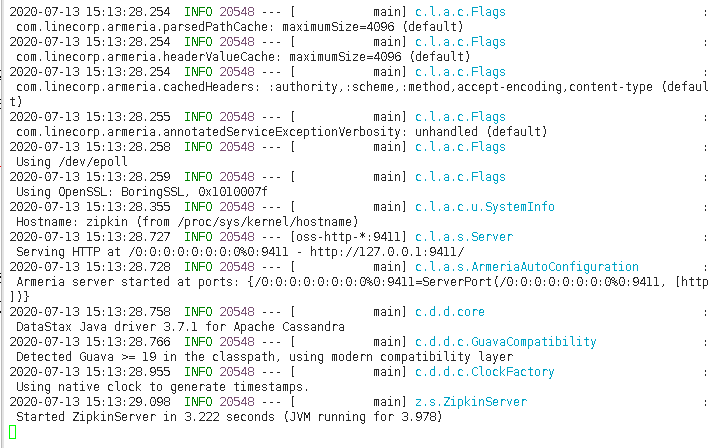 2020-07-13 15:13:28.254  INFO 20548 --- [           main] c.l.a.c.Flags                            :
 com.linecorp.armeria.parsedPathCache: maximumSize=4096 (default)
2020-07-13 15:13:28.254  INFO 20548 --- [           main] c.l.a.c.Flags                            :
 com.linecorp.armeria.headerValueCache: maximumSize=4096 (default)
2020-07-13 15:13:28.254  INFO 20548 --- [           main] c.l.a.c.Flags                            :
 com.linecorp.armeria.cachedHeaders: :authority,:scheme,:method,accept-encoding,content-type (defaul
t)
2020-07-13 15:13:28.255  INFO 20548 --- [           main] c.l.a.c.Flags                            :
 com.linecorp.armeria.annotatedServiceExceptionVerbosity: unhandled (default)
2020-07-13 15:13:28.258  INFO 20548 --- [           main] c.l.a.c.Flags                            :
 Using /dev/epoll
2020-07-13 15:13:28.259  INFO 20548 --- [           main] c.l.a.c.Flags                            :
 Using OpenSSL: BoringSSL, 0x1010007f
2020-07-13 15:13:28.355  INFO 20548 --- [           main] c.l.a.c.u.SystemInfo                     :
 Hostname: zipkin (from /proc/sys/kernel/hostname)
2020-07-13 15:13:28.727  INFO 20548 --- [oss-http-*:9411] c.l.a.s.Server                           :
 Serving HTTP at /0:0:0:0:0:0:0:0%0:9411 - http://127.0.0.1:9411/
2020-07-13 15:13:28.728  INFO 20548 --- [           main] c.l.a.s.ArmeriaAutoConfiguration         :
 Armeria server started at ports: {/0:0:0:0:0:0:0:0%0:9411=ServerPort(/0:0:0:0:0:0:0:0%0:9411, [http
])}
2020-07-13 15:13:28.758  INFO 20548 --- [           main] c.d.d.core                               :
 DataStax Java driver 3.7.1 for Apache Cassandra
2020-07-13 15:13:28.766  INFO 20548 --- [           main] c.d.d.c.GuavaCompatibility               :
 Detected Guava >= 19 in the classpath, using modern compatibility layer
2020-07-13 15:13:28.955  INFO 20548 --- [           main] c.d.d.c.ClockFactory                     :
 Using native clock to generate timestamps.
2020-07-13 15:13:29.098  INFO 20548 --- [           main] z.s.ZipkinServer                         :
 Started ZipkinServer in 3.222 seconds (JVM running for 3.978)